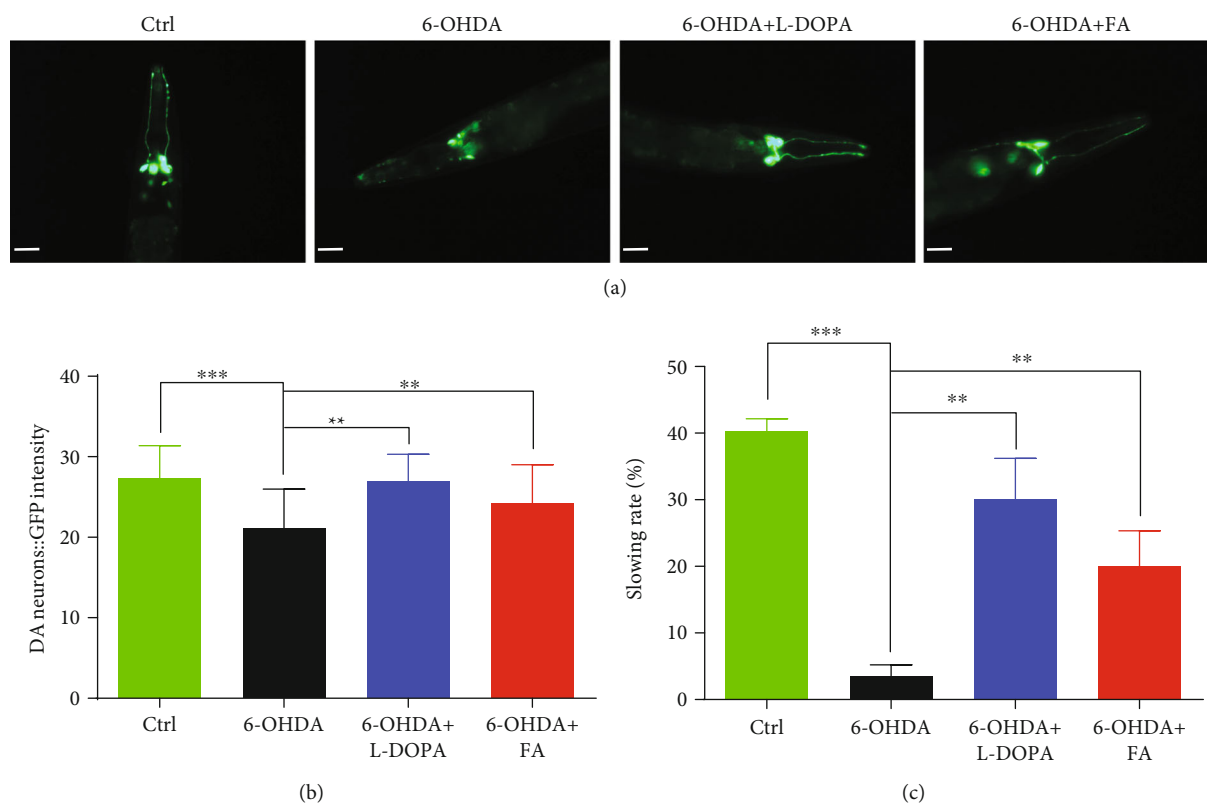 Ctrl
6-OHDA
6-OHDA+L-DOPA
6-OHDA+FA
(a)
DA neurons::GFP intensity
40
30
20
10
0
***
**
**
Ctrl
6-OHDA
6-OHDA+
L-DOPA
6-OHDA+
FA
(b)
Slowing rate (%)
50
40
30
20
10
0
***
**
**
Ctrl
6-OHDA
6-OHDA+
L-DOPA
6-OHDA+
FA
(c)